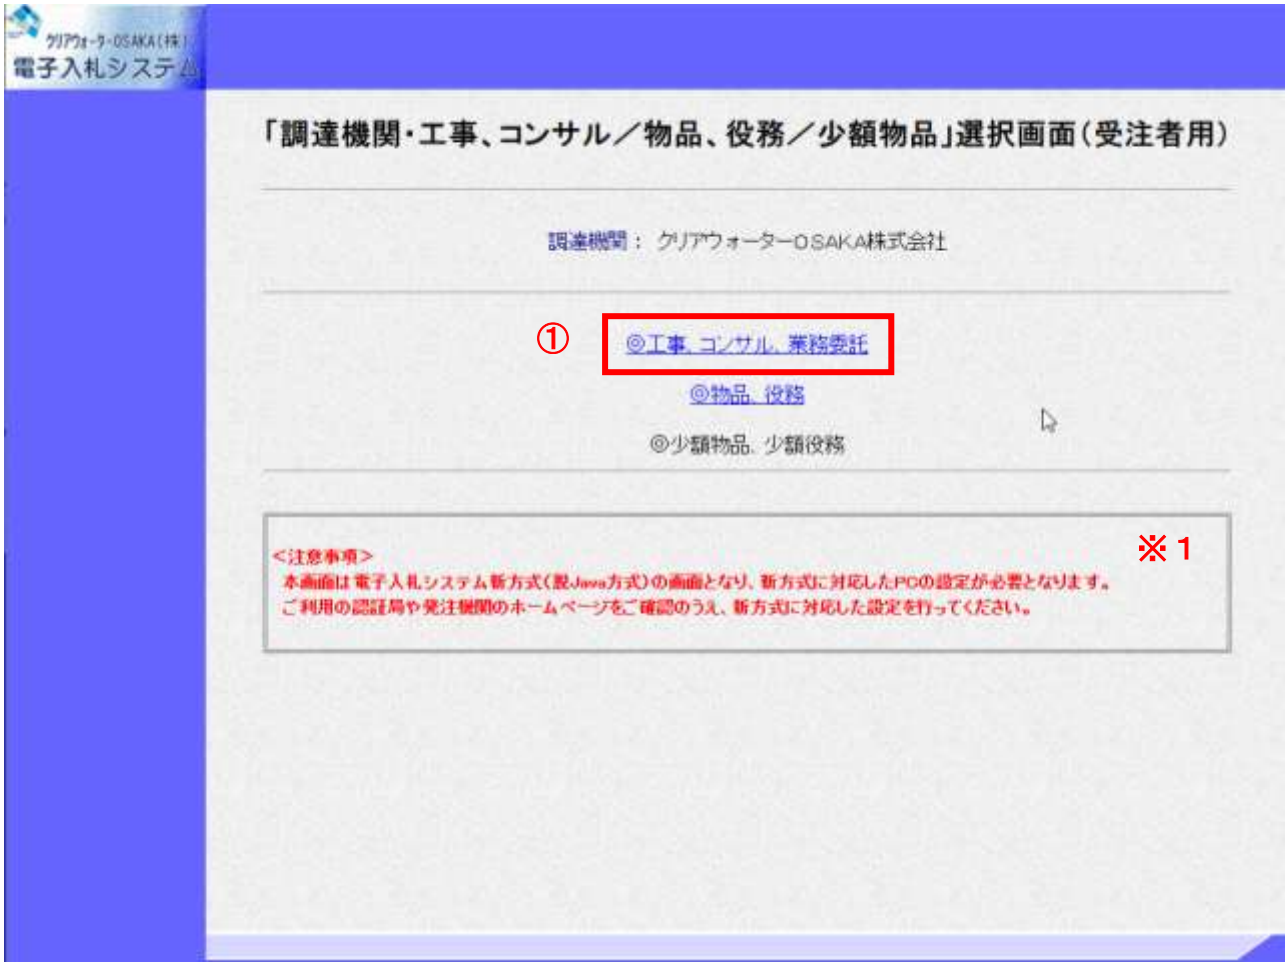 クリアウォーターOSAKA(株)
電子入札システム
「調達機関・工事、コンサル／物品、役務／少額物品」選択画面（受注者用）
調達機関： クリアウォーターOSAKA株式会社
① ◎工事、コンサル、業務委託
◎物品、役務
◎少額物品、少額役務
※１
＜注意事項＞
本画面は電子入札システム新方式（脱Java方式）の画面となり、新方式に対応したPCの設定が必要となります。
ご利用の認証局や発注機関のホームページをご確認のうえ、新方式に対応した設定を行ってください。